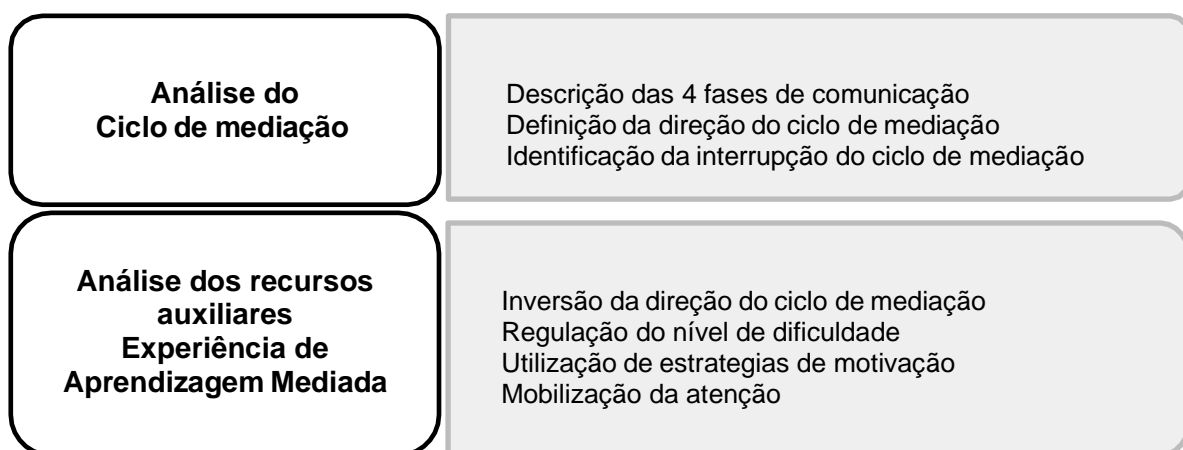 Análise do
Ciclo de mediação
Descrição das 4 fases de comunicação
Definição da direção do ciclo de mediação
Identificação da interrupção do ciclo de mediação
Análise dos recursos
auxiliares
Experiência de
Aprendizagem Mediada
Inversão da direção do ciclo de mediação
Regulação do nível de dificuldade
Utilização de estrategias de motivação
Mobilização da atenção